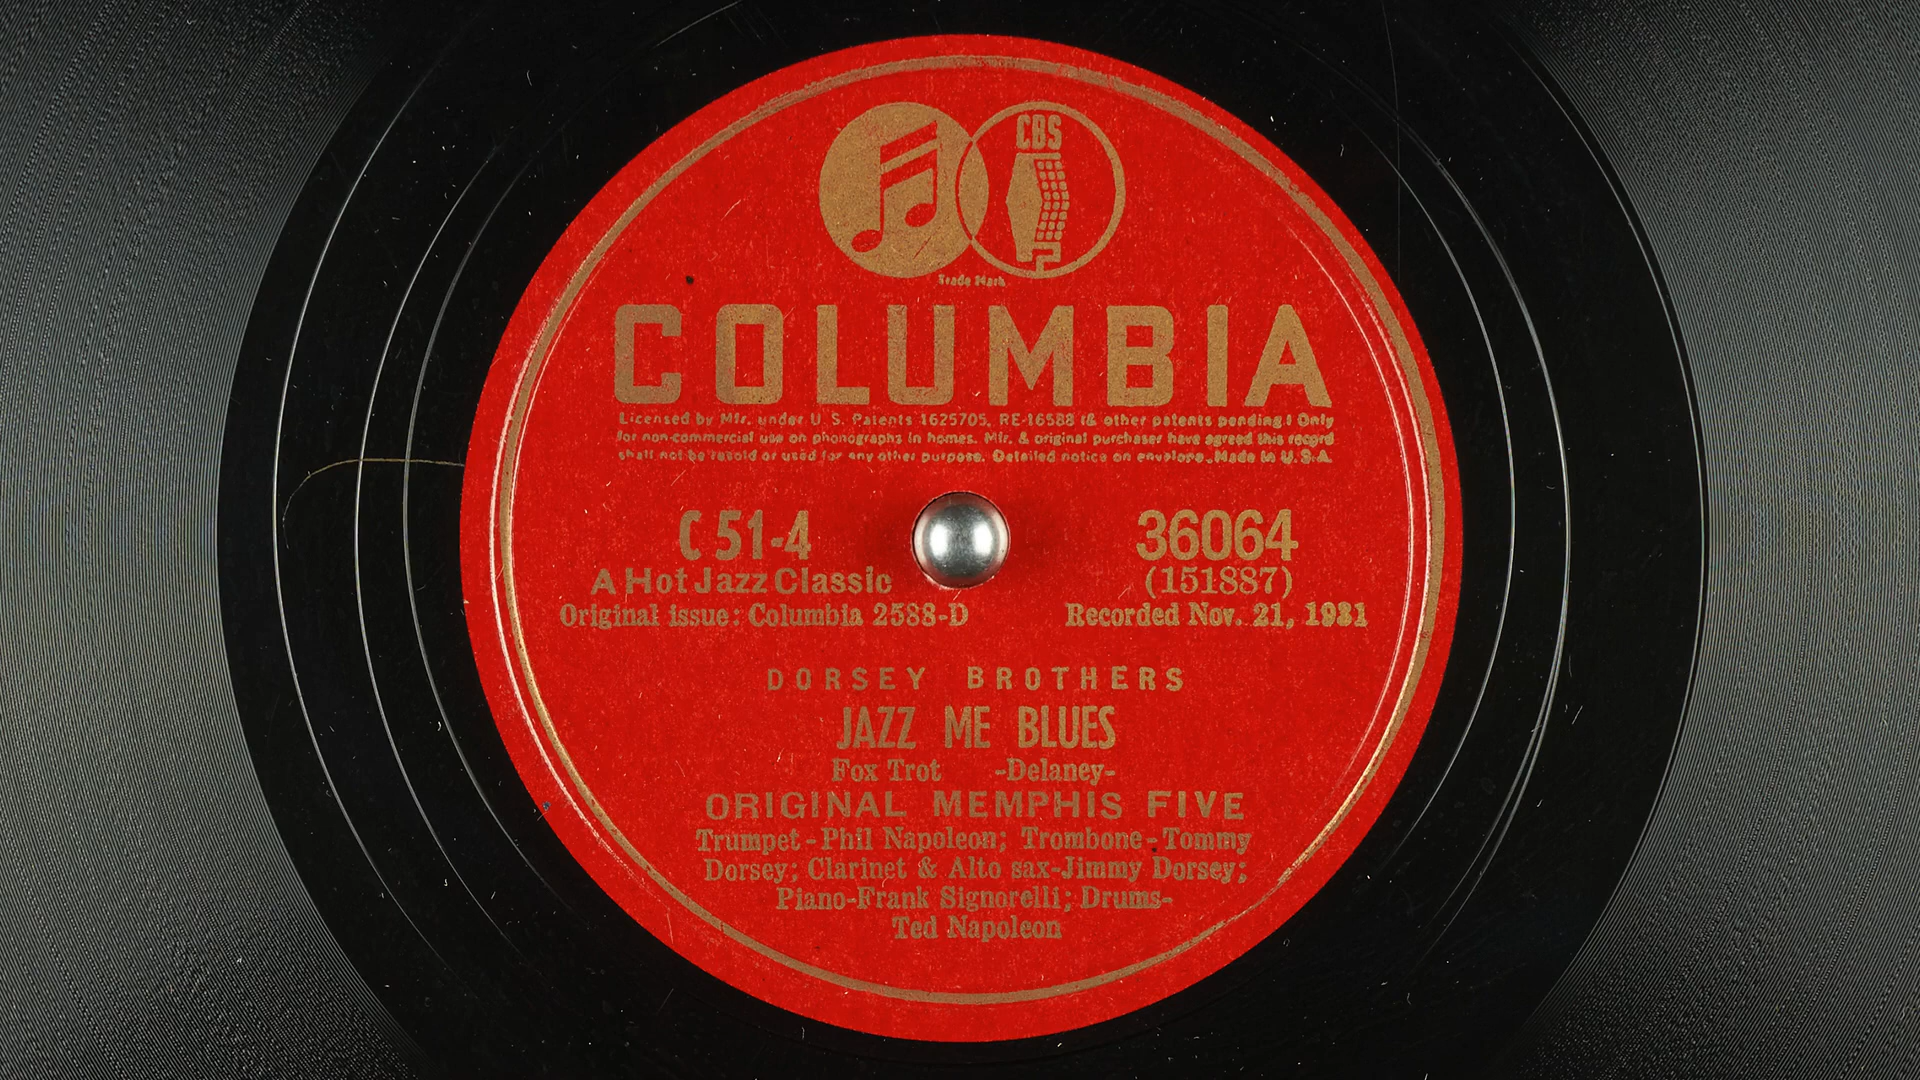 CBS
Trade Mark
COLUMBIA
Licensed by Mfr. under U. S. Patents 1625705, RE-16588 (& other patents pending) Only
for non-commercial use on phonographs in homes. Mfr. & original purchaser have agreed this record
shall not be resold or used for any other purpose. Detailed notice on envelope. Made in U.S.A.
C 51-4 36064
A Hot Jazz Classic (151887)
Original issue: Columbia 2588-D Recorded Nov. 21, 1931
DORSEY BROTHERS
JAZZ ME BLUES
Fox Trot -Delaney-
ORIGINAL MEMPHIS FIVE
Trumpet-Phil Napoleon; Trombone-Tommy
Dorsey; Clarinet & Alto sax-Jimmy Dorsey;
Piano-Frank Signorelli; Drums-
Ted Napoleon